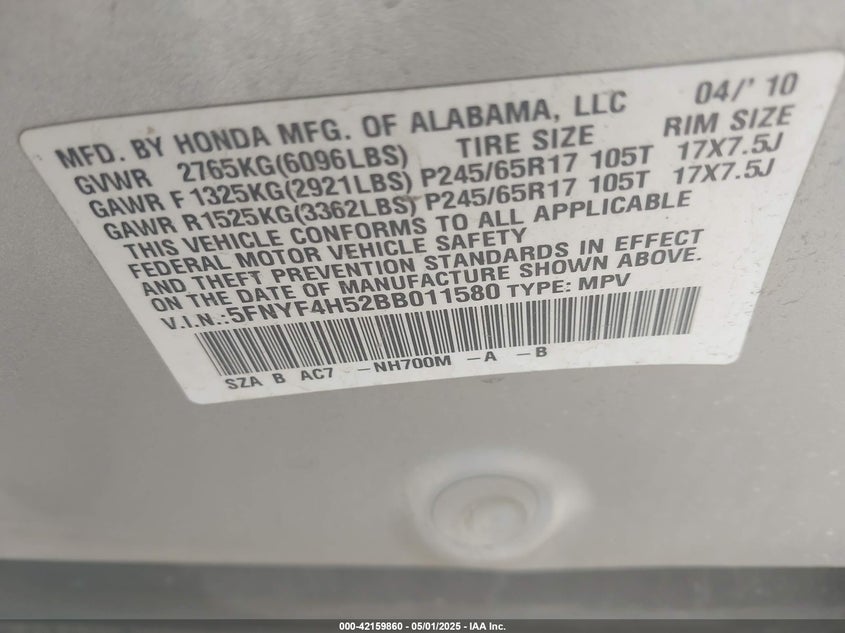 MFD. BY HONDA MFG. OF ALABAMA, LLC 04/' 10
GVWR 2765KG(6096LBS) TIRE SIZE RIM SIZE
GAWR F 1325KG(2921LBS) P245/65R17 105T 17X7.5J
GAWR R1525KG(3362LBS) P245/65R17 105T 17X7.5J
THIS VEHICLE CONFORMS TO ALL APPLICABLE
FEDERAL MOTOR VEHICLE SAFETY
AND THEFT PREVENTION STANDARDS IN EFFECT
ON THE DATE OF MANUFACTURE SHOWN ABOVE.
V.I.N.:5FNYF4H52BB011580 TYPE: MPV
SZA B AC7 -NH700M -A -B
000-42159860 - 05/01/2025 - IAA Inc.